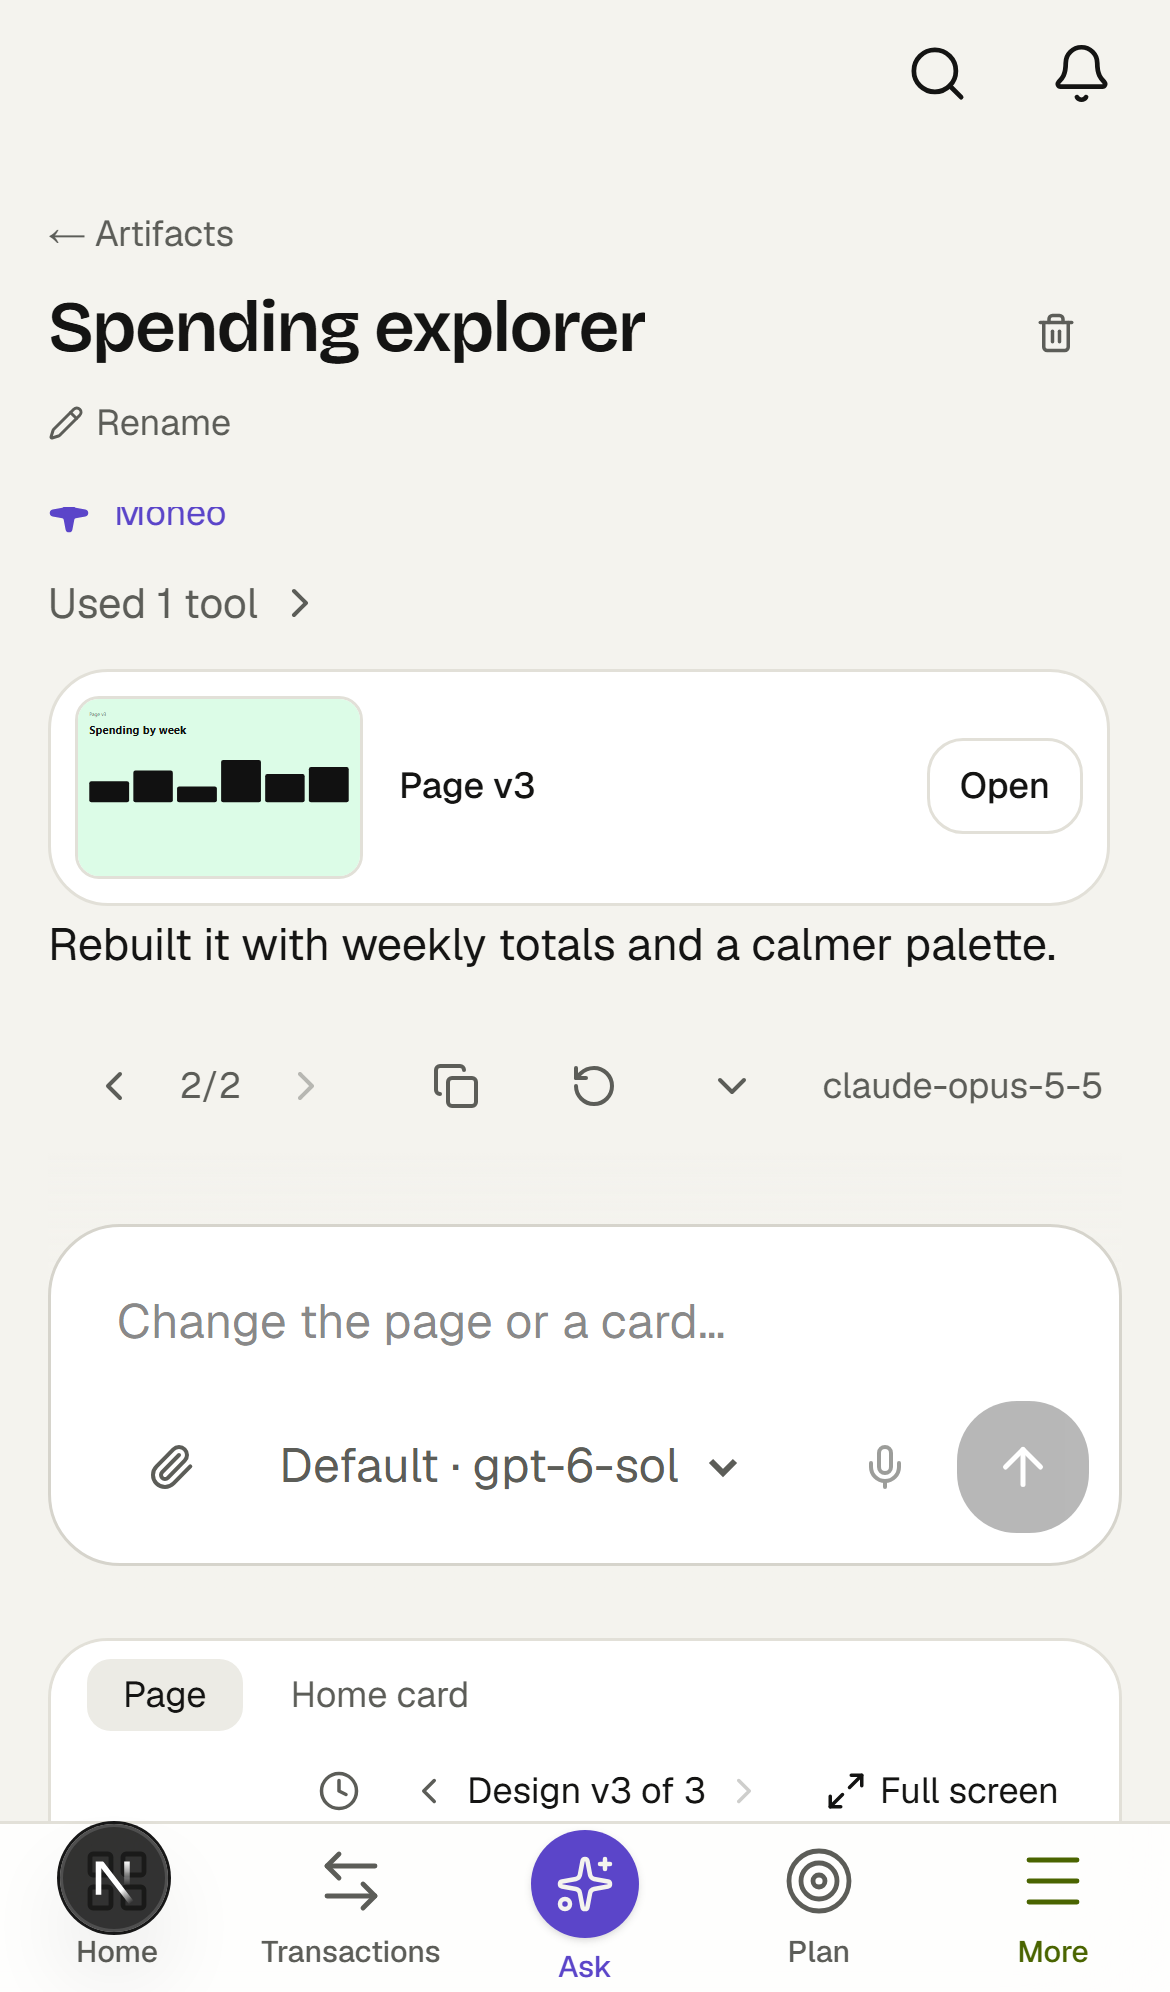 ← Artifacts
Spending explorer
Rename
Moneo
Used 1 tool
Page v3
Spending by week
Page v3
Open
Rebuilt it with weekly totals and a calmer palette.
2/2
claude-opus-5-5
Change the page or a card...
Default · gpt-6-sol
Page
Home card
Design v3 of 3
Full screen
N
Home
Transactions
Ask
Plan
More